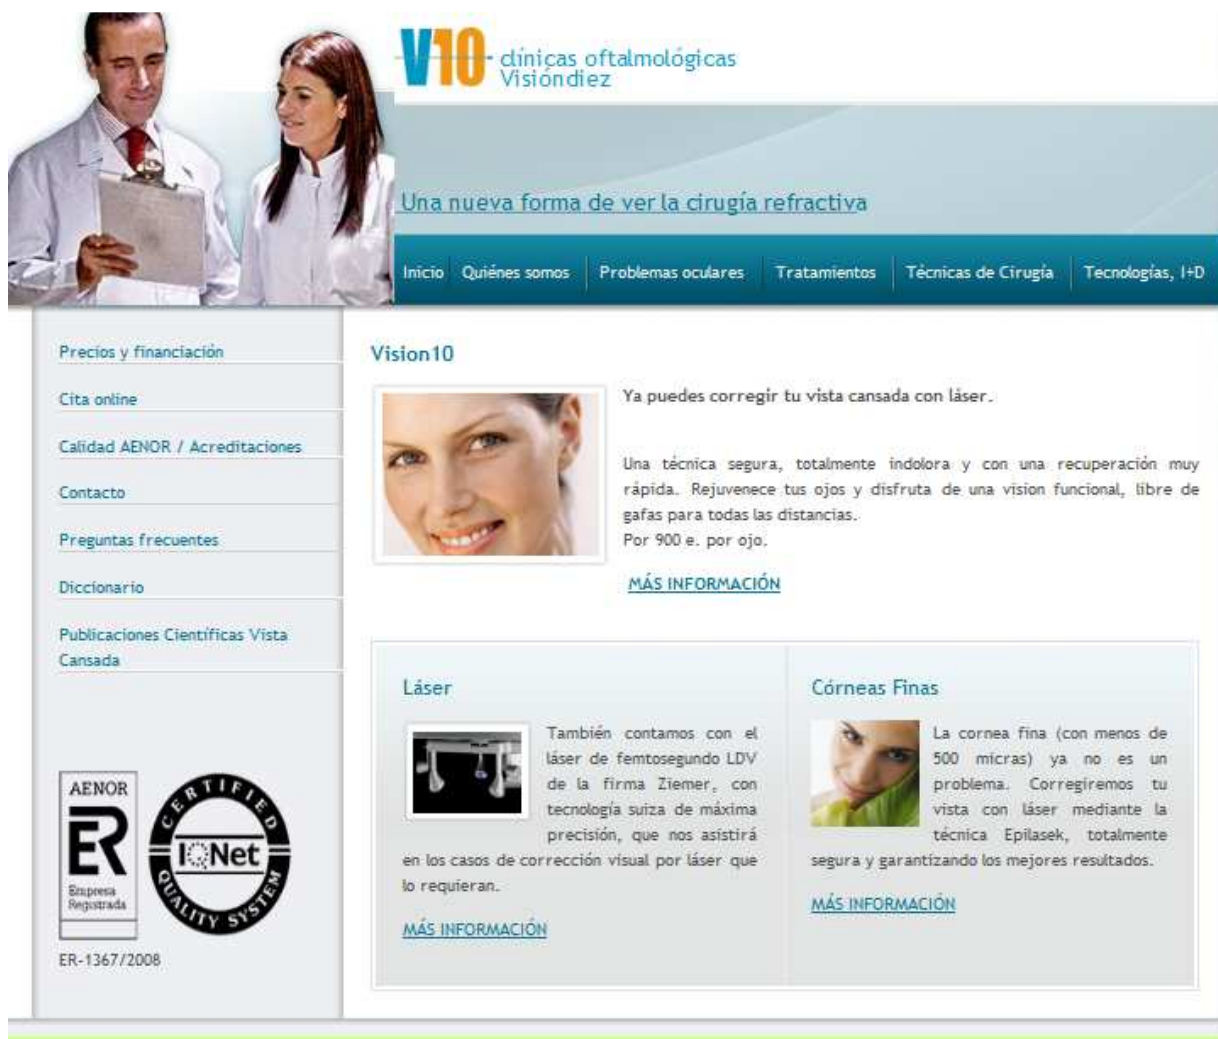 V10 clínicas oftalmológicas
Visióndiez
Una nueva forma de ver la cirugía refractiva
Inicio
Quiénes somos
Problemas oculares
Tratamientos
Técnicas de Cirugía
Tecnologías, I+D
Precios y financiación
Cita online
Calidad AENOR / Acreditaciones
Contacto
Preguntas frecuentes
Diccionario
Publicaciones Científicas Vista
Cansada
AENOR
ER
Empresa
Registrada
CERTIFIED
IQNet
QUALITY SYSTEM
ER-1367/2008
Vision10
Ya puedes corregir tu vista cansada con láser.
Una técnica segura, totalmente indolora y con una recuperación muy
rápida. Rejuvenece tus ojos y disfruta de una vision funcional, libre de
gafas para todas las distancias.
Por 900 e. por ojo.
MÁS INFORMACIÓN
Láser
También contamos con el
láser de femtosegundo LDV
de la firma Ziemer, con
tecnología suiza de máxima
precisión, que nos asistirá
en los casos de corrección visual por láser que
lo requieran.
MÁS INFORMACIÓN
Córneas Finas
La cornea fina (con menos de
500 micras) ya no es un
problema. Corregiremos tu
vista con láser mediante la
técnica Epilasek, totalmente
segura y garantizando los mejores resultados.
MÁS INFORMACIÓN